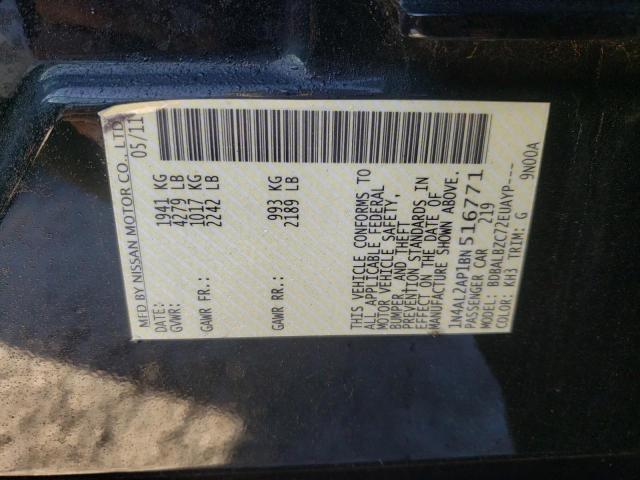 MFD BY NISSAN MOTOR CO., LTD.
DATE: 05/11
GVWR: 1941 KG
4279 LB
GAWR FR.: 1017 KG
2242 LB
GAWR RR.: 993 KG
2189 LB
THIS VEHICLE CONFORMS TO
ALL APPLICABLE FEDERAL
MOTOR VEHICLE SAFETY,
BUMPER, AND THEFT
PREVENTION STANDARDS IN
EFFECT ON THE DATE OF
MANUFACTURE SHOWN ABOVE.
1N4AL2AP1BN516771
PASSENGER CAR 219
MODEL: BDBALBZC72EUAYP----
COLOR: KH3 TRIM: G 9N00A